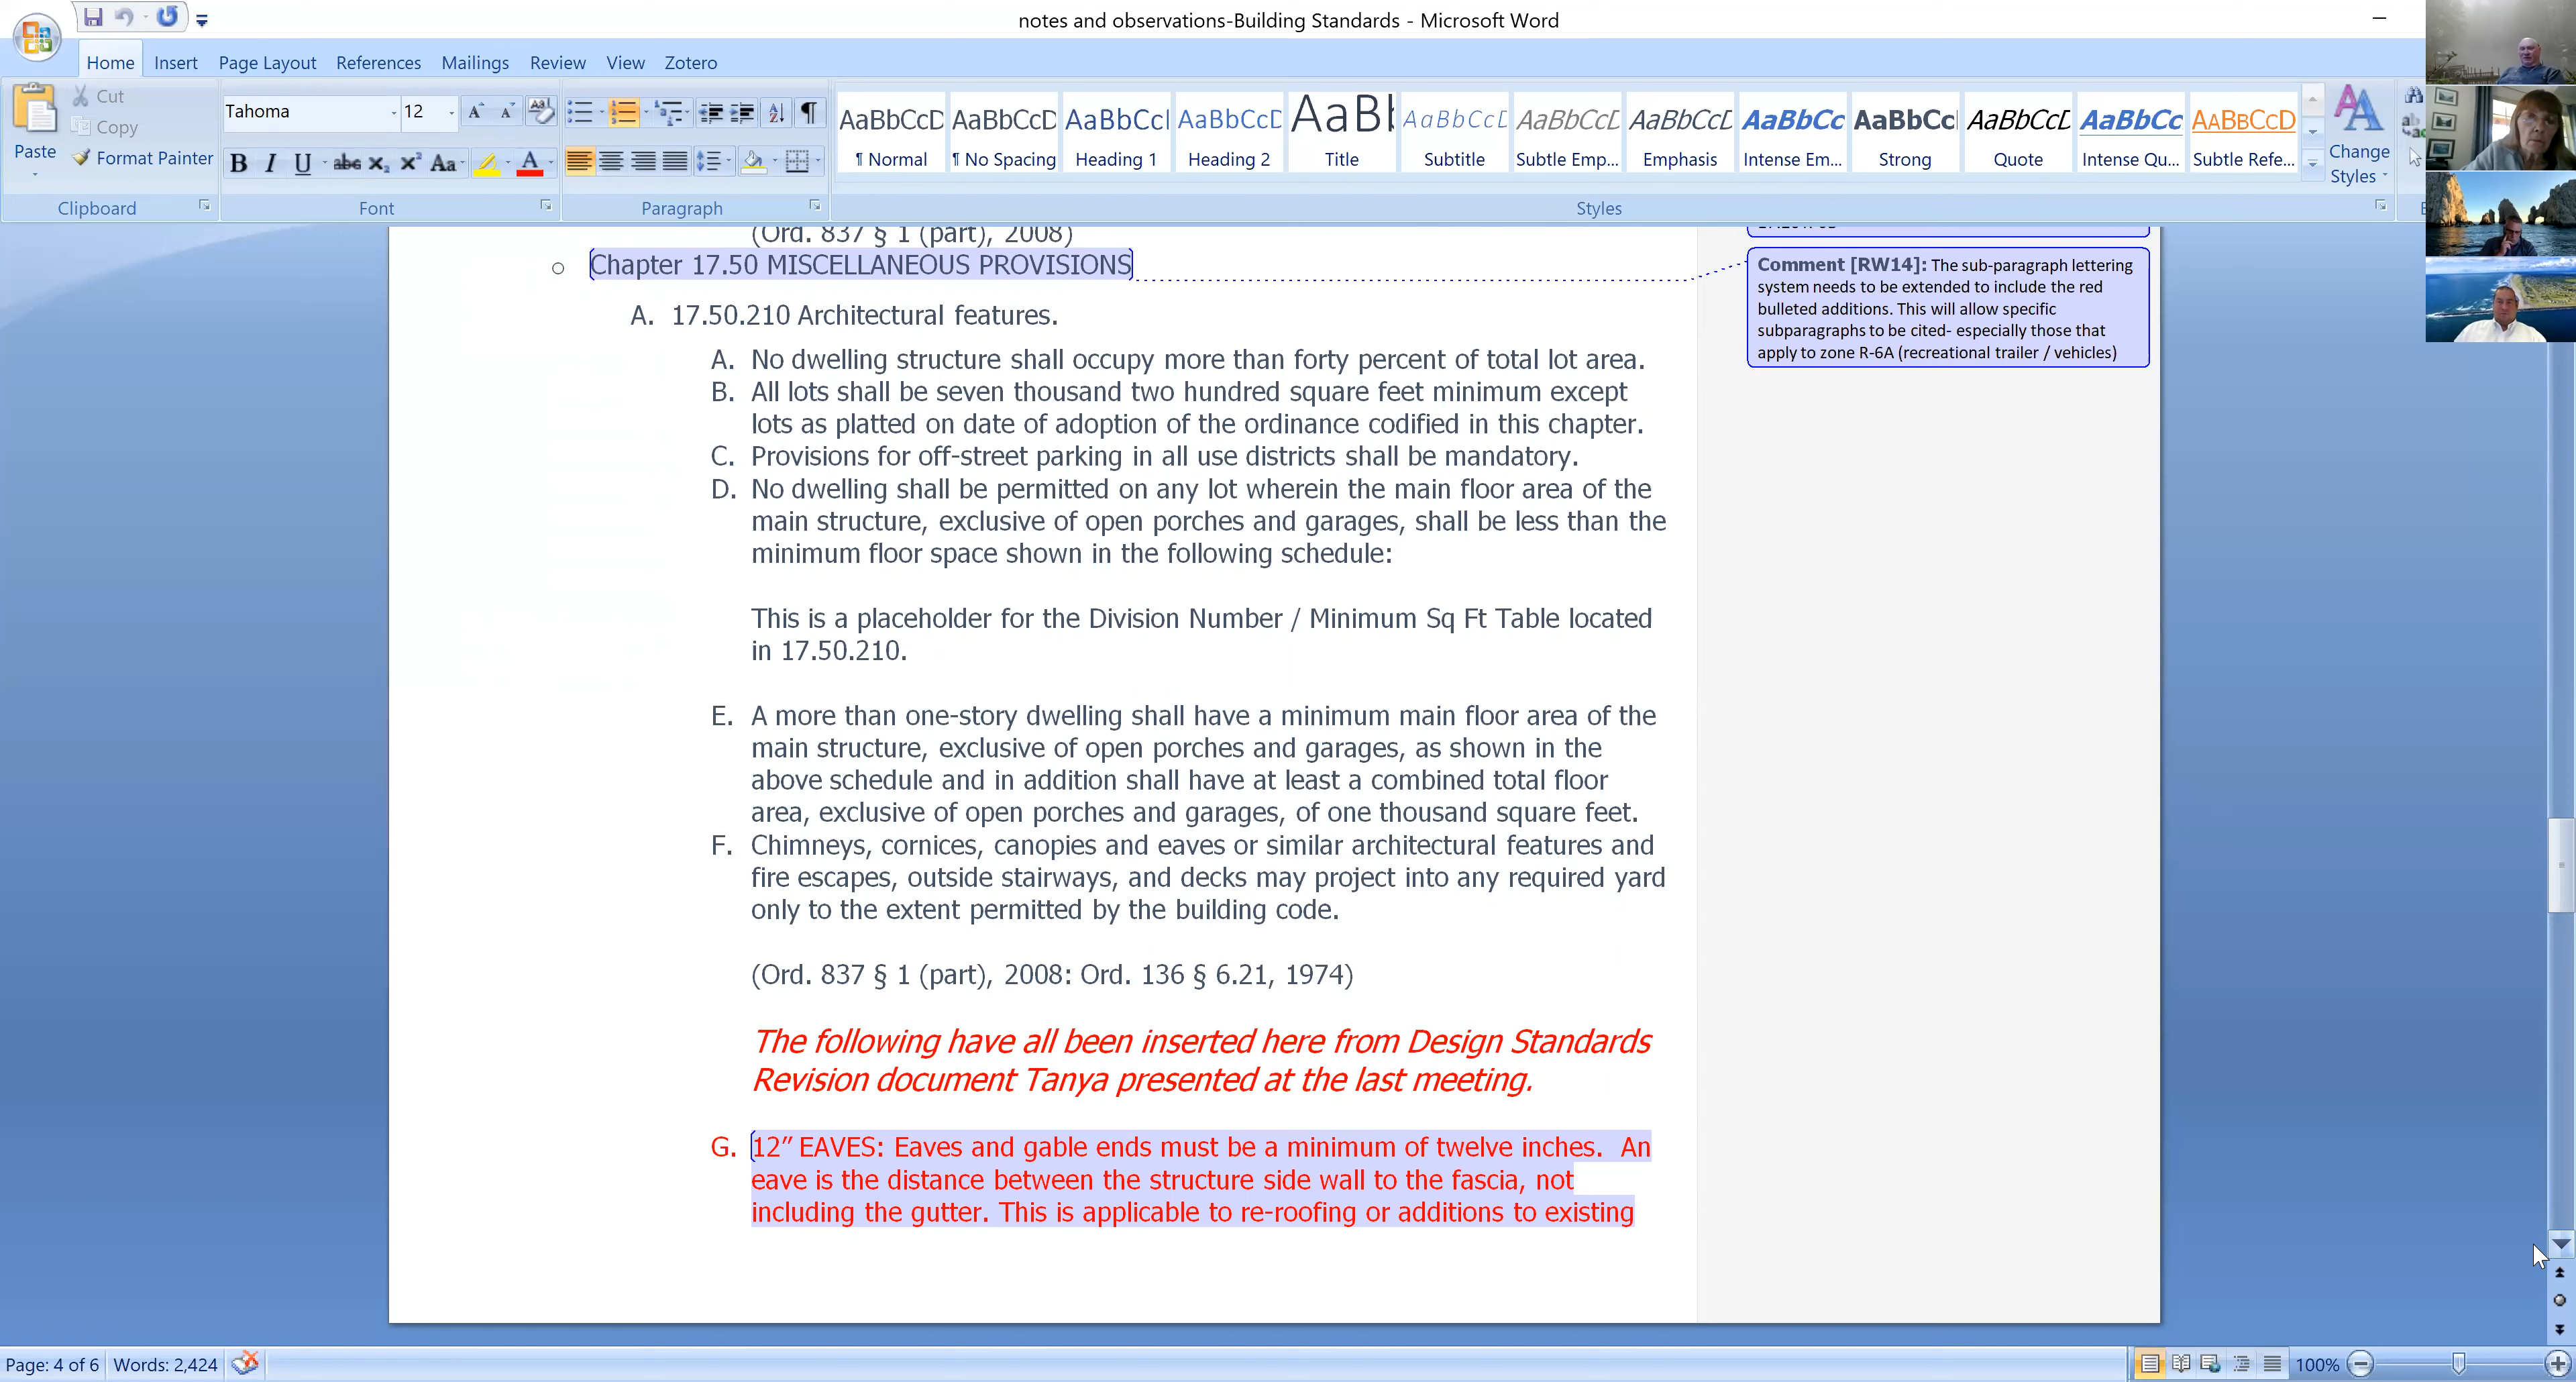 notes and observations-Building Standards - Microsoft Word
Home Insert Page Layout References Mailings Review View Zotero
Paste
Cut
Copy
Format Painter
Clipboard
Tahoma 12
Font
Paragraph
AaBbCcD AaBbCcD AaBbCcI AaBbCcD AaBb AaBbCcD AaBbCcD AaBbCcD AaBbCc AaBbCc AaBbCcD AaBbCc AaBbCcD
¶ Normal ¶ No Spacing Heading 1 Heading 2 Title Subtitle Subtle Emp... Emphasis Intense Em... Strong Quote Intense Qu... Subtle Refe...
Change
Styles
Styles
(Ord. 837 § 1 (part), 2008)
○ Chapter 17.50 MISCELLANEOUS PROVISIONS
A. 17.50.210 Architectural features.
A. No dwelling structure shall occupy more than forty percent of total lot area.
B. All lots shall be seven thousand two hundred square feet minimum except
lots as platted on date of adoption of the ordinance codified in this chapter.
C. Provisions for off-street parking in all use districts shall be mandatory.
D. No dwelling shall be permitted on any lot wherein the main floor area of the
main structure, exclusive of open porches and garages, shall be less than the
minimum floor space shown in the following schedule:
This is a placeholder for the Division Number / Minimum Sq Ft Table located
in 17.50.210.
E. A more than one-story dwelling shall have a minimum main floor area of the
main structure, exclusive of open porches and garages, as shown in the
above schedule and in addition shall have at least a combined total floor
area, exclusive of open porches and garages, of one thousand square feet.
F. Chimneys, cornices, canopies and eaves or similar architectural features and
fire escapes, outside stairways, and decks may project into any required yard
only to the extent permitted by the building code.
(Ord. 837 § 1 (part), 2008: Ord. 136 § 6.21, 1974)
The following have all been inserted here from Design Standards
Revision document Tanya presented at the last meeting.
G. 12” EAVES: Eaves and gable ends must be a minimum of twelve inches. An
eave is the distance between the structure side wall to the fascia, not
including the gutter. This is applicable to re-roofing or additions to existing
Comment [RW14]: The sub-paragraph lettering
system needs to be extended to include the red
bulleted additions. This will allow specific
subparagraphs to be cited- especially those that
apply to zone R-6A (recreational trailer / vehicles)
Page: 4 of 6 Words: 2,424
100%